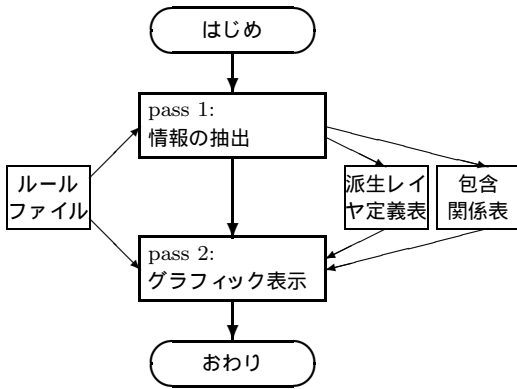 はじめ
pass 1:
情報の抽出
ルール
ファイル
派生レイ
ヤ定義表
包含
関係表
pass 2:
グラフィック表示
おわり